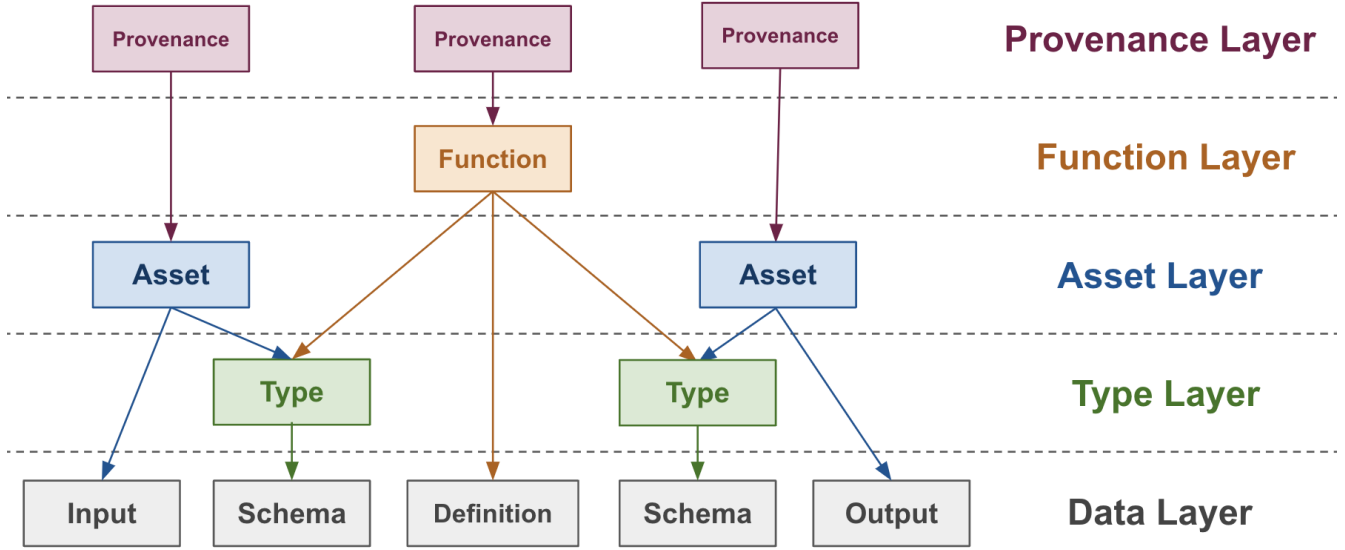 Provenance
Provenance
Provenance
Provenance Layer
Function
Function Layer
Asset
Asset
Asset Layer
Type
Type
Type Layer
Input
Schema
Definition
Schema
Output
Data Layer